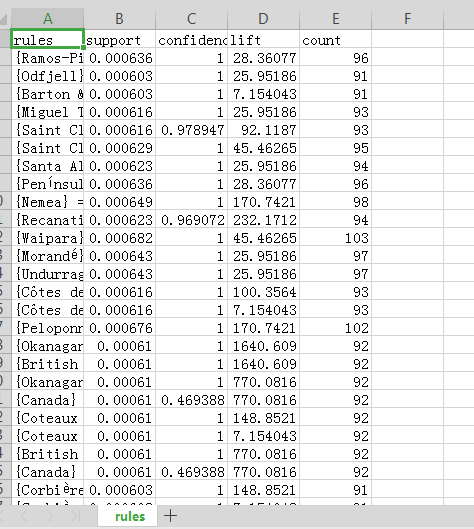 A B C D E F
rules support confidenc lift count
{Ramos-Pi 0.000636 1 28.36077 96
{Odfjell} 0.000603 1 25.95186 91
{Barton & 0.000603 1 7.154043 91
{Miguel T 0.000616 1 25.95186 93
{Saint Cl 0.000616 0.978947 92.1187 93
{Saint Cl 0.000629 1 45.46265 95
{Santa Al 0.000623 1 25.95186 94
{Penínsul 0.000636 1 28.36077 96
{Nemea} = 0.000649 1 170.7421 98
{Recanati 0.000623 0.969072 232.1712 94
{Waipara} 0.000682 1 45.46265 103
{Morandé} 0.000643 1 25.95186 97
{Undurrag 0.000643 1 25.95186 97
{Côtes de 0.000616 1 100.3564 93
{Côtes de 0.000616 1 7.154043 93
{Peloponn 0.000676 1 170.7421 102
{Okanagan 0.00061 1 1640.609 92
{British 0.00061 1 1640.609 92
{Okanagan 0.00061 1 770.0816 92
{Canada} 0.00061 0.469388 770.0816 92
{Coteaux 0.00061 1 148.8521 92
{Coteaux 0.00061 1 7.154043 92
{British 0.00061 1 770.0816 92
{Canada} 0.00061 0.469388 770.0816 92
{Corbière 0.000603 1 148.8521 91
rules